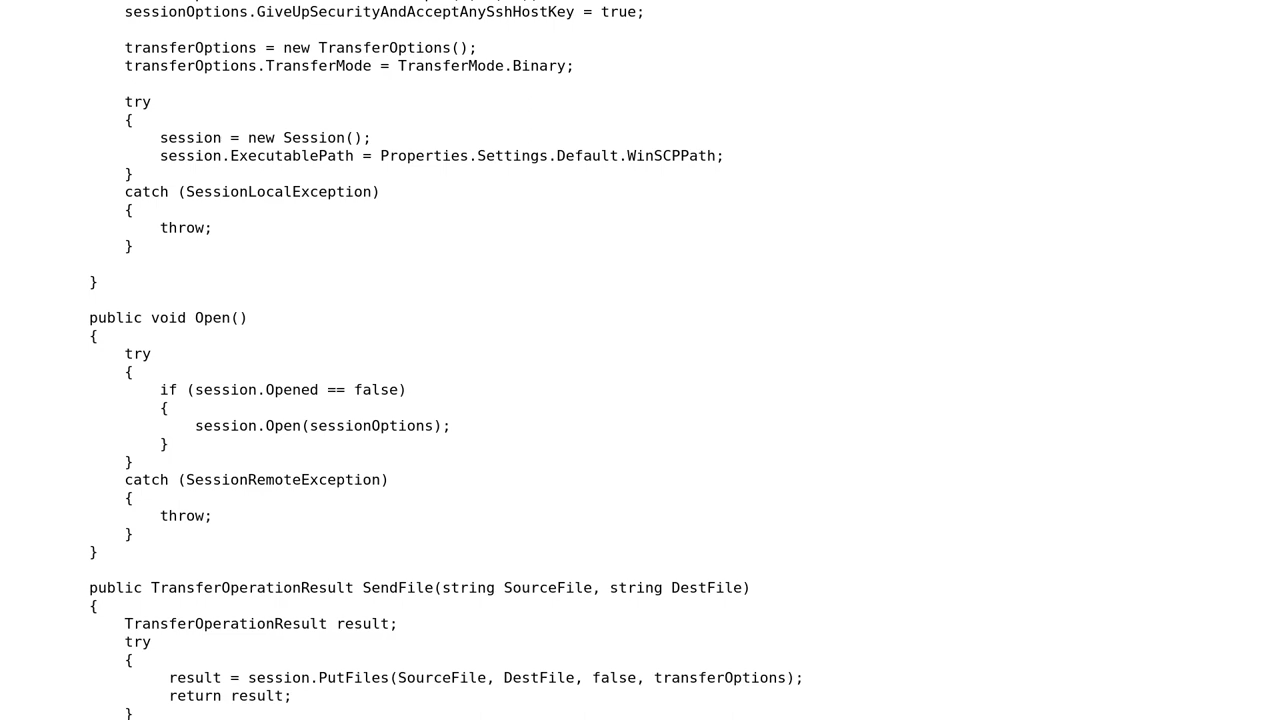 sessionOptions.GiveUpSecurityAndAcceptAnySshHostKey = true;
transferOptions = new TransferOptions();
transferOptions.TransferMode = TransferMode.Binary;
try
{
session = new Session();
session.ExecutablePath = Properties.Settings.Default.WinSCPPath;
}
catch (SessionLocalException)
{
throw;
}
}
public void Open()
{
try
{
if (session.Opened == false)
{
session.Open(sessionOptions);
}
}
catch (SessionRemoteException)
{
throw;
}
}
public TransferOperationResult SendFile(string SourceFile, string DestFile)
{
TransferOperationResult result;
try
{
result = session.PutFiles(SourceFile, DestFile, false, transferOptions);
return result;
}